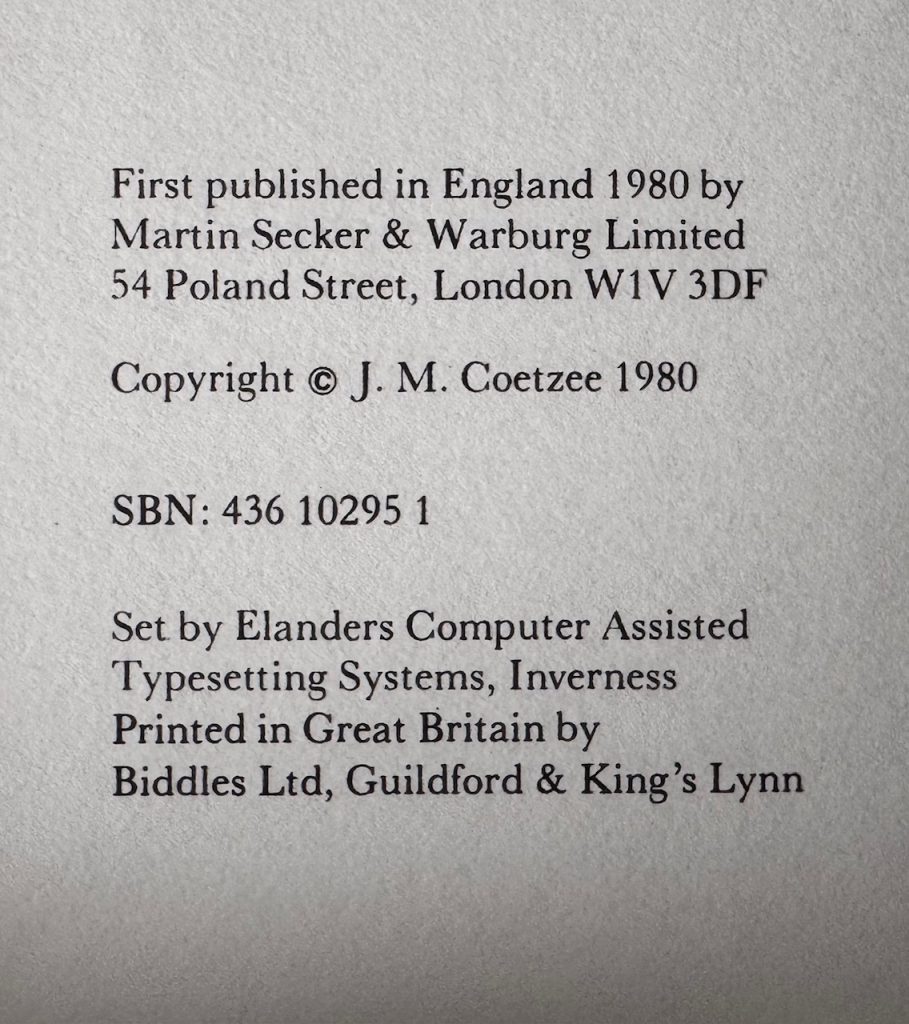 First published in England 1980 by
Martin Secker & Warburg Limited
54 Poland Street, London W1V 3DF
Copyright © J. M. Coetzee 1980
SBN: 436 10295 1
Set by Elanders Computer Assisted
Typesetting Systems, Inverness
Printed in Great Britain by
Biddles Ltd, Guildford & King’s Lynn